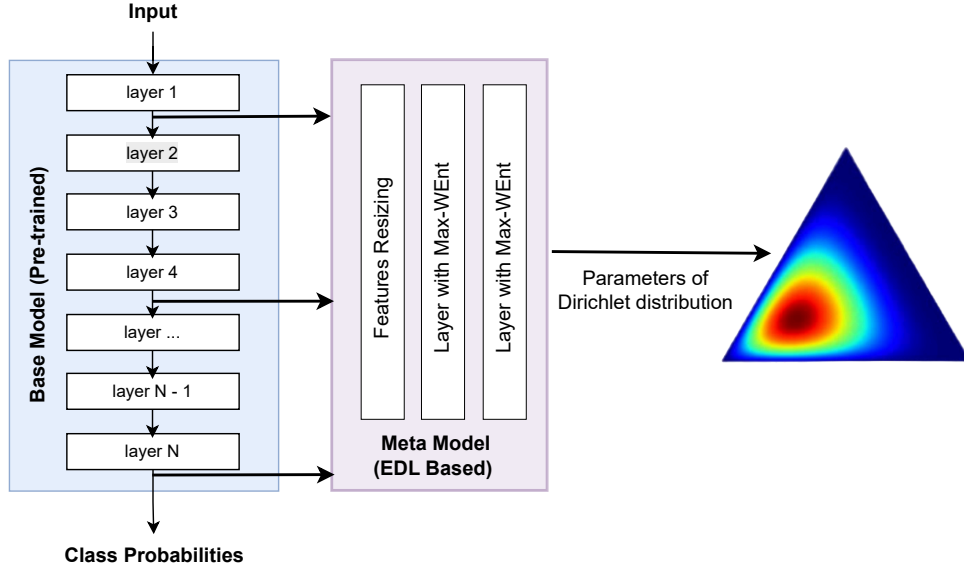 Input
Base Model (Pre-trained)
layer 1
layer 2
layer 3
layer 4
layer ...
layer N - 1
layer N
Class Probabilities
Features Resizing
Layer with Max-WEnt
Layer with Max-WEnt
Meta Model
(EDL Based)
Parameters of
Dirichlet distribution